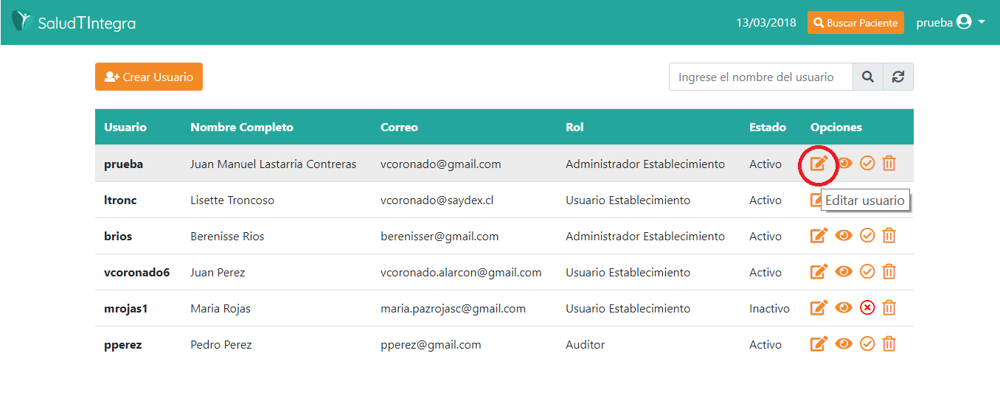 SaludTIntegra 13/03/2018 Buscar Paciente prueba
Crear Usuario Ingrese el nombre del usuario
Usuario Nombre Completo Correo Rol Estado Opciones
prueba Juan Manuel Lastarria Contreras vcoronado@gmail.com Administrador Establecimiento Activo
ltronc Lisette Troncoso vcoronado@saydex.cl Usuario Establecimiento Activo Editar usuario
brios Berenisse Rios berenisser@gmail.com Administrador Establecimiento Activo
vcoronado6 Juan Perez vcoronado.alarcon@gmail.com Usuario Establecimiento Activo
mrojas1 Maria Rojas maria.pazrojasc@gmail.com Usuario Establecimiento Inactivo
pperez Pedro Perez pperez@gmail.com Auditor Activo